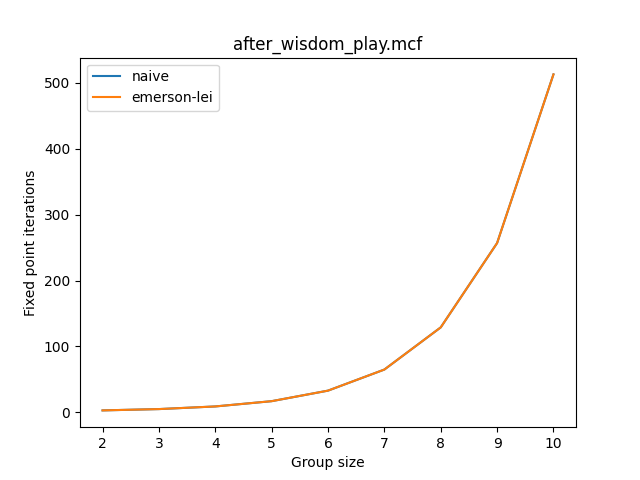 after_wisdom_play.mcf
naive
emerson-lei
Fixed point iterations
500
400
300
200
100
0
2 3 4 5 6 7 8 9 10
Group size